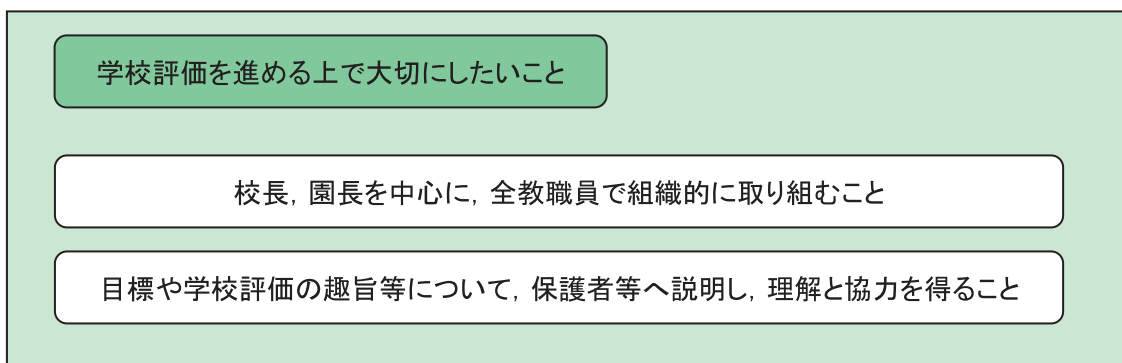 学校評価を進める上で大切にしたいこと
校長，園長を中心に，全教職員で組織的に取り組むこと
目標や学校評価の趣旨等について，保護者等へ説明し，理解と協力を得ること